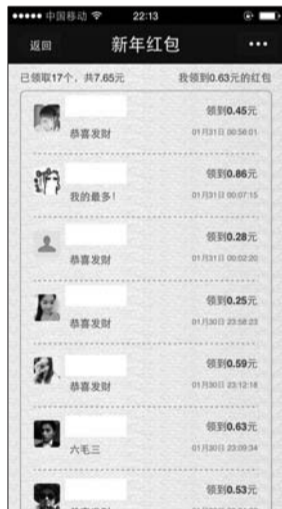 中国移动 22:13
返回 新年红包
已领取17个，共7.65元 我领到0.63元的红包
领到0.45元
恭喜发财 01月31日 00:56:01
领到0.86元
我的最多！ 01月31日 00:07:15
领到0.28元
恭喜发财 01月31日 00:02:20
领到0.25元
恭喜发财 01月30日 23:58:23
领到0.59元
恭喜发财 01月30日 23:12:18
领到0.63元
六毛三 01月30日 23:09:34
领到0.53元